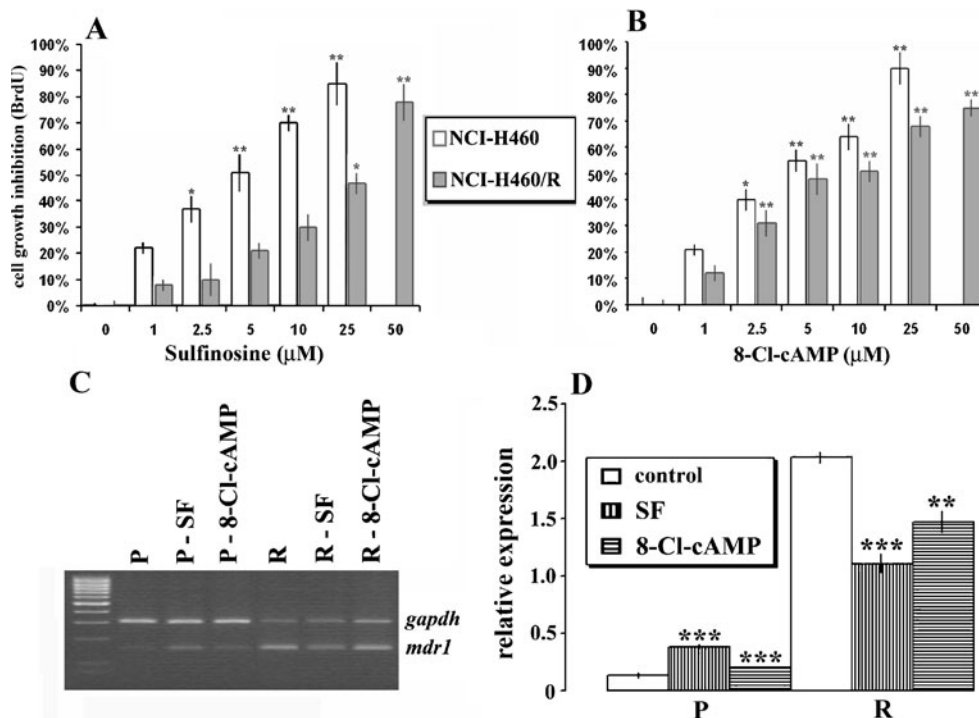 A
100%
90%
80%
70%
60%
50%
40%
30%
20%
10%
0%
cell growth inhibition (BrdU)
* ** ** ** * **
0 1 2.5 5 10 25 50
Sulfinosine (µM)
NCI-H460
NCI-H460/R
B
100%
90%
80%
70%
60%
50%
40%
30%
20%
10%
0%
* ** ** ** ** ** ** ** **
0 1 2.5 5 10 25 50
8-Cl-cAMP (µM)
C
P
P - SF
P - 8-Cl-cAMP
R
R - SF
R - 8-Cl-cAMP
gapdh
mdr1
D
2.5
2.0
1.5
1.0
0.5
0
relative expression
control
SF
8-Cl-cAMP
*** *** *** **
P R